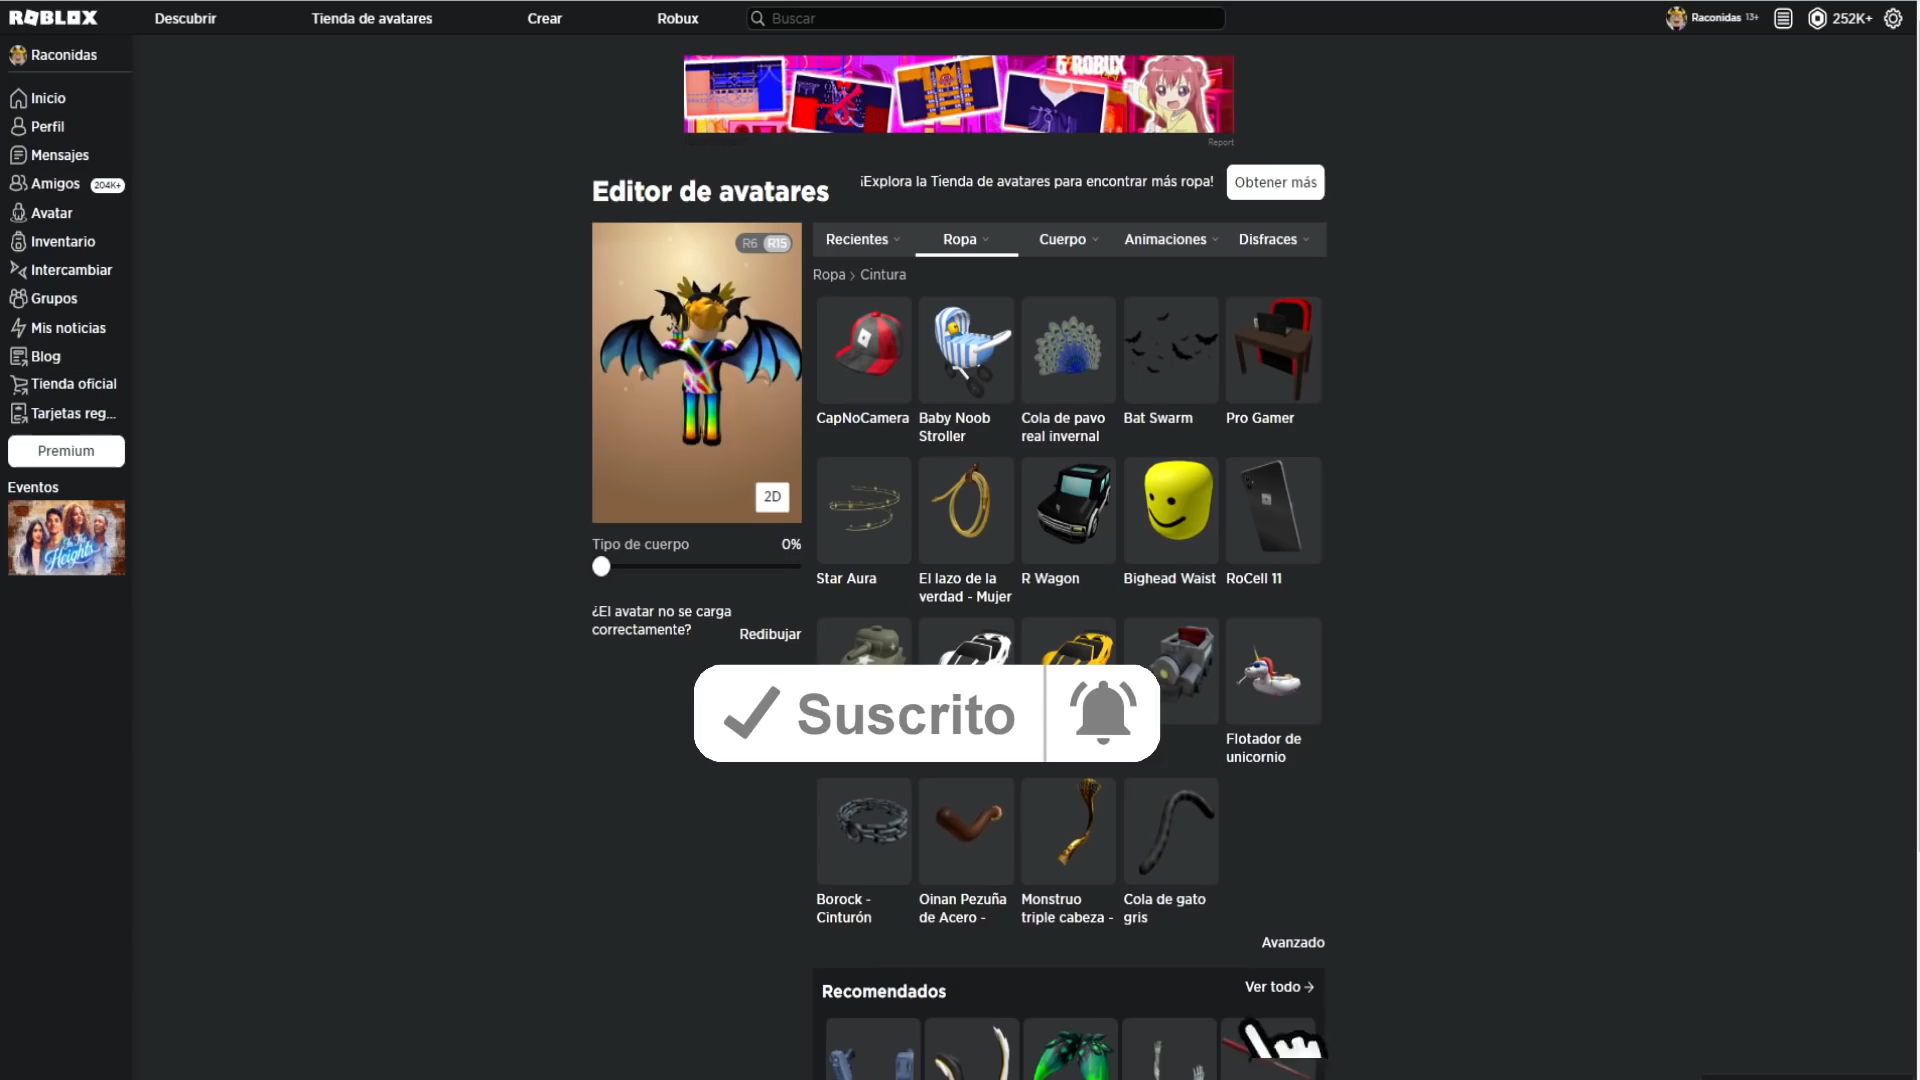 ROBLOX
Descubrir
Tienda de avatares
Crear
Robux
Buscar
Raconidas 13+
252K+
Raconidas
Inicio
Perfil
Mensajes
Amigos 204K+
Avatar
Inventario
Intercambiar
Grupos
Mis noticias
Blog
Tienda oficial
Tarjetas reg...
Premium
Eventos
In The Heights
5 ROBUX
Report
Editor de avatares
¡Explora la Tienda de avatares para encontrar más ropa!
Obtener más
R6 R15
2D
Tipo de cuerpo 0%
¿El avatar no se carga
correctamente?
Redibujar
Recientes
Ropa
Cuerpo
Animaciones
Disfraces
Ropa > Cintura
CapNoCamera
Baby Noob
Stroller
Cola de pavo
real invernal
Bat Swarm
Pro Gamer
Star Aura
El lazo de la
verdad - Mujer
R Wagon
Bighead Waist
RoCell 11
Suscrito
Flotador de
unicornio
Borock -
Cinturón
Oinan Pezuña
de Acero -
Monstruo
triple cabeza -
Cola de gato
gris
Avanzado
Recomendados
Ver todo →